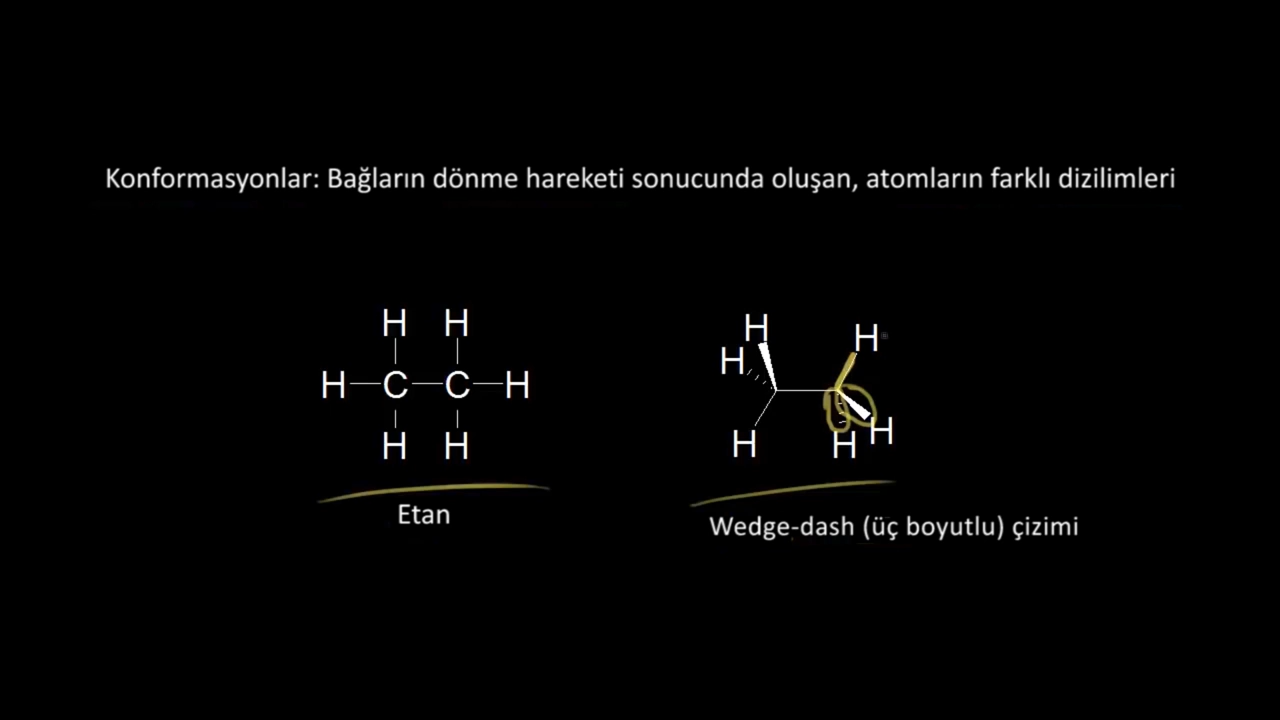 Konformasyonlar: Bağların dönme hareketi sonucunda oluşan, atomların farklı dizilimleri
H H
H C C H
H H
H H
H
H H H
Etan
Wedge-dash (üç boyutlu) çizimi